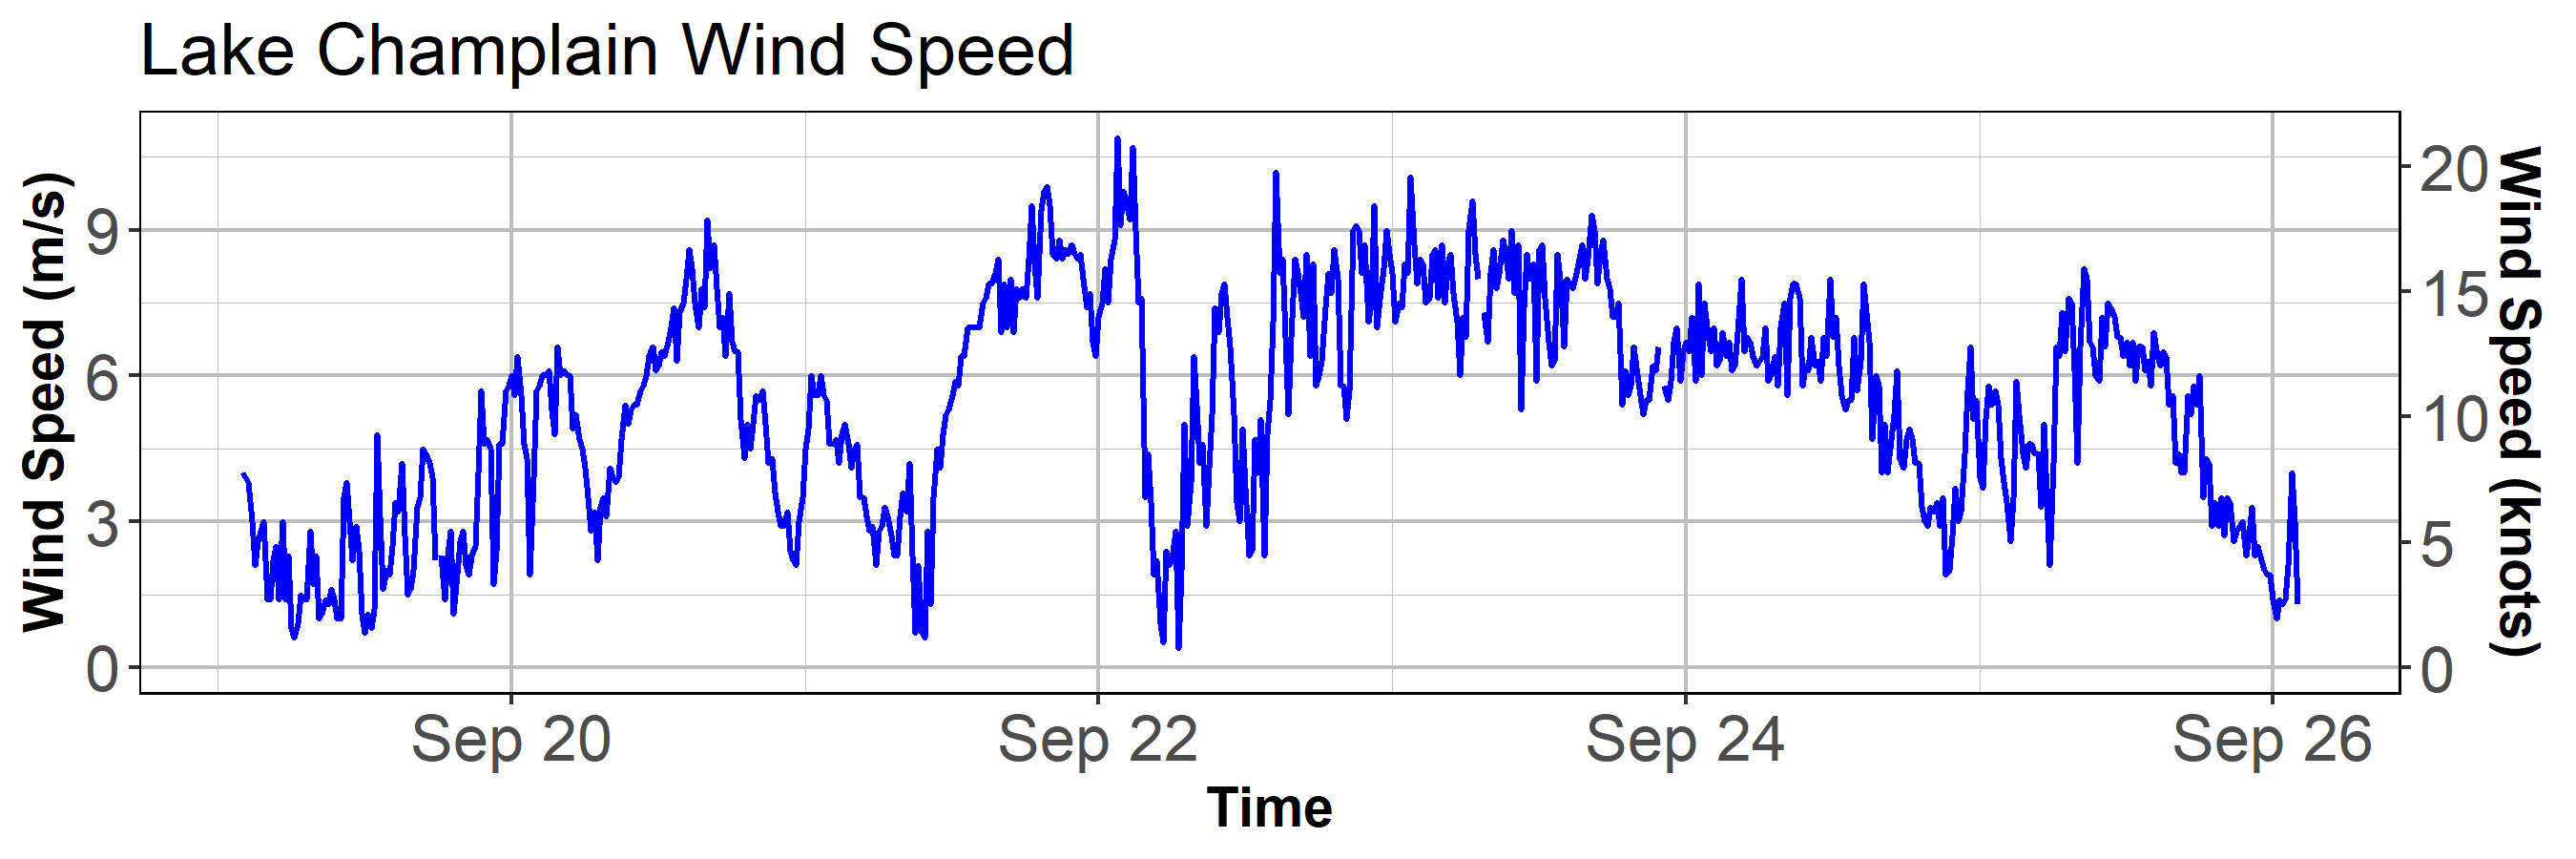 Lake Champlain Wind Speed
Wind Speed (m/s)
9
6
3
0
20
15
10
5
0
Wind Speed (knots)
Sep 20
Sep 22
Sep 24
Sep 26
Time